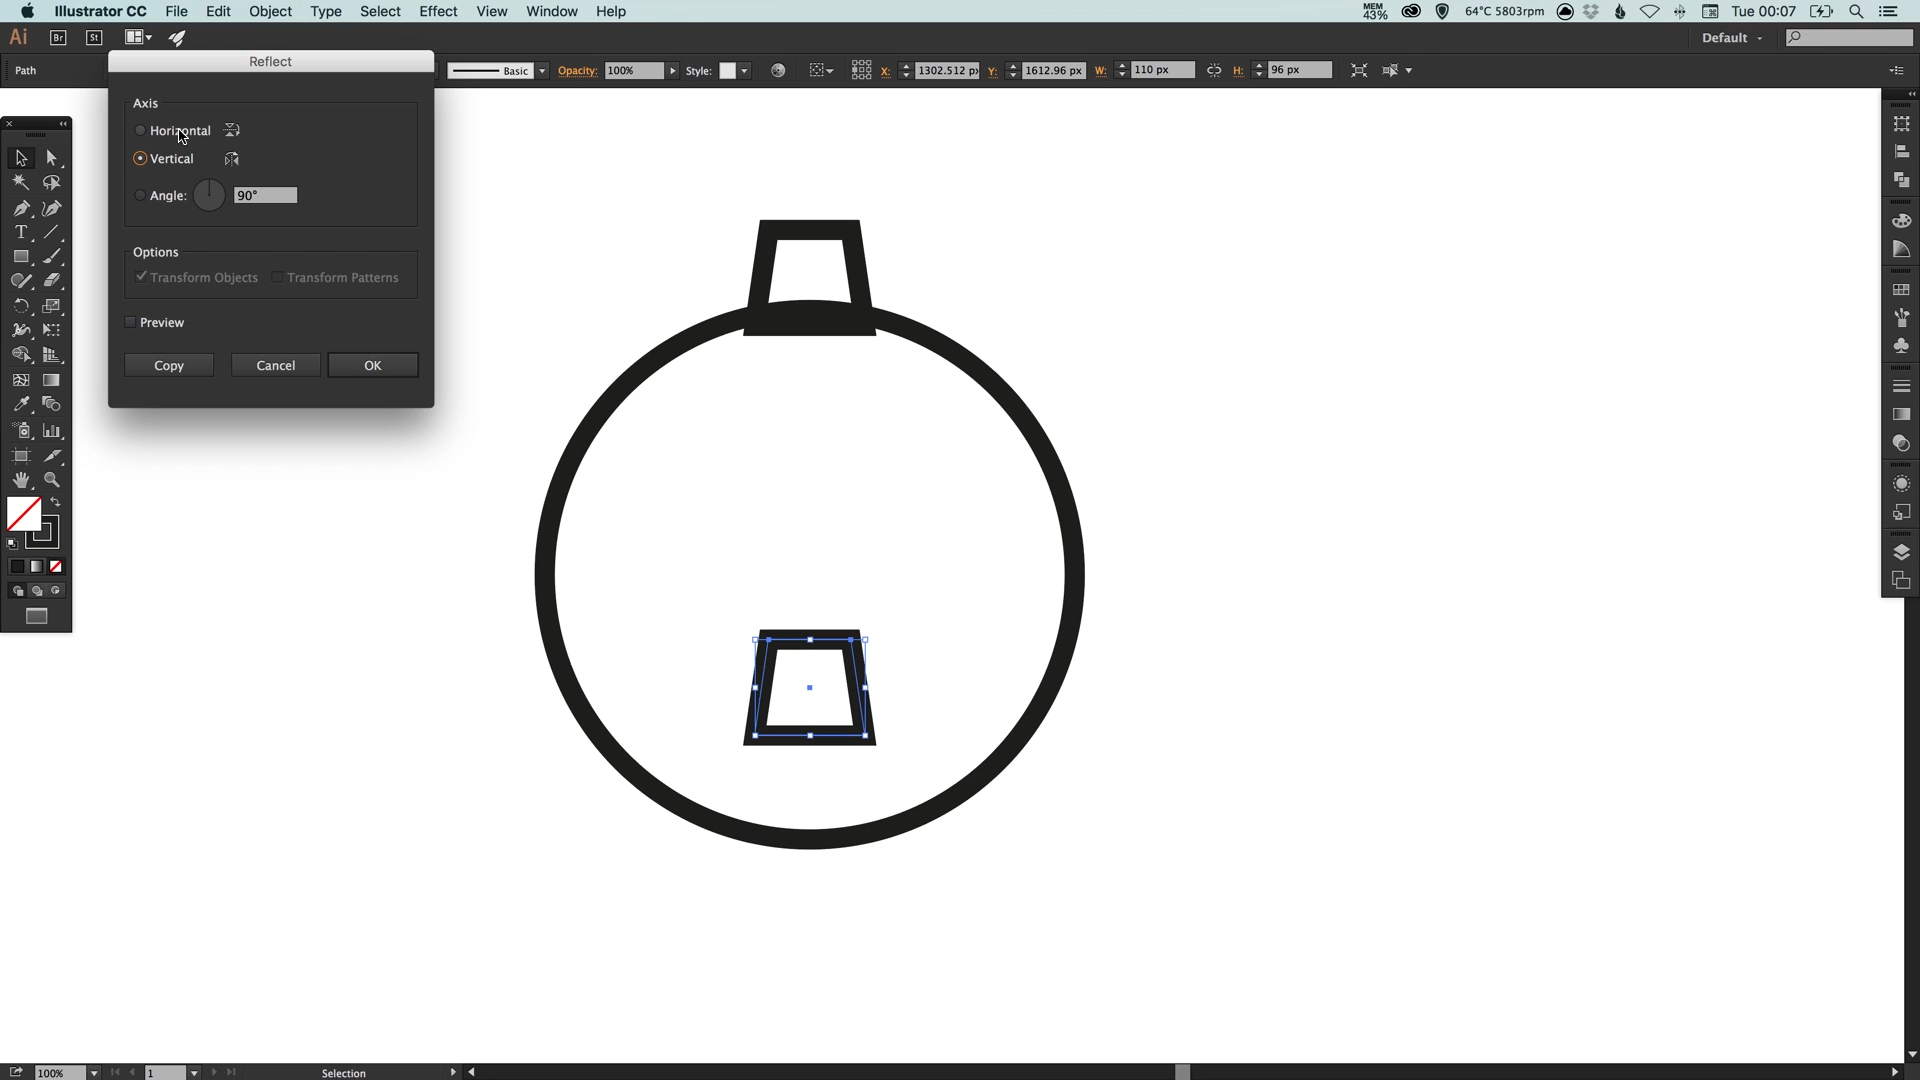 Illustrator CC File Edit Object Type Select Effect View Window Help MEM 43% 64°C 5803rpm Tue 00:07
Ai Br St Default
Path Basic Opacity: 100% Style: X: 1302.512 px Y: 1612.96 px W: 110 px H: 96 px
Reflect
Axis
Horizontal
Vertical
Angle: 90°
Options
Transform Objects Transform Patterns
Preview
Copy Cancel OK
100% 1 Selection